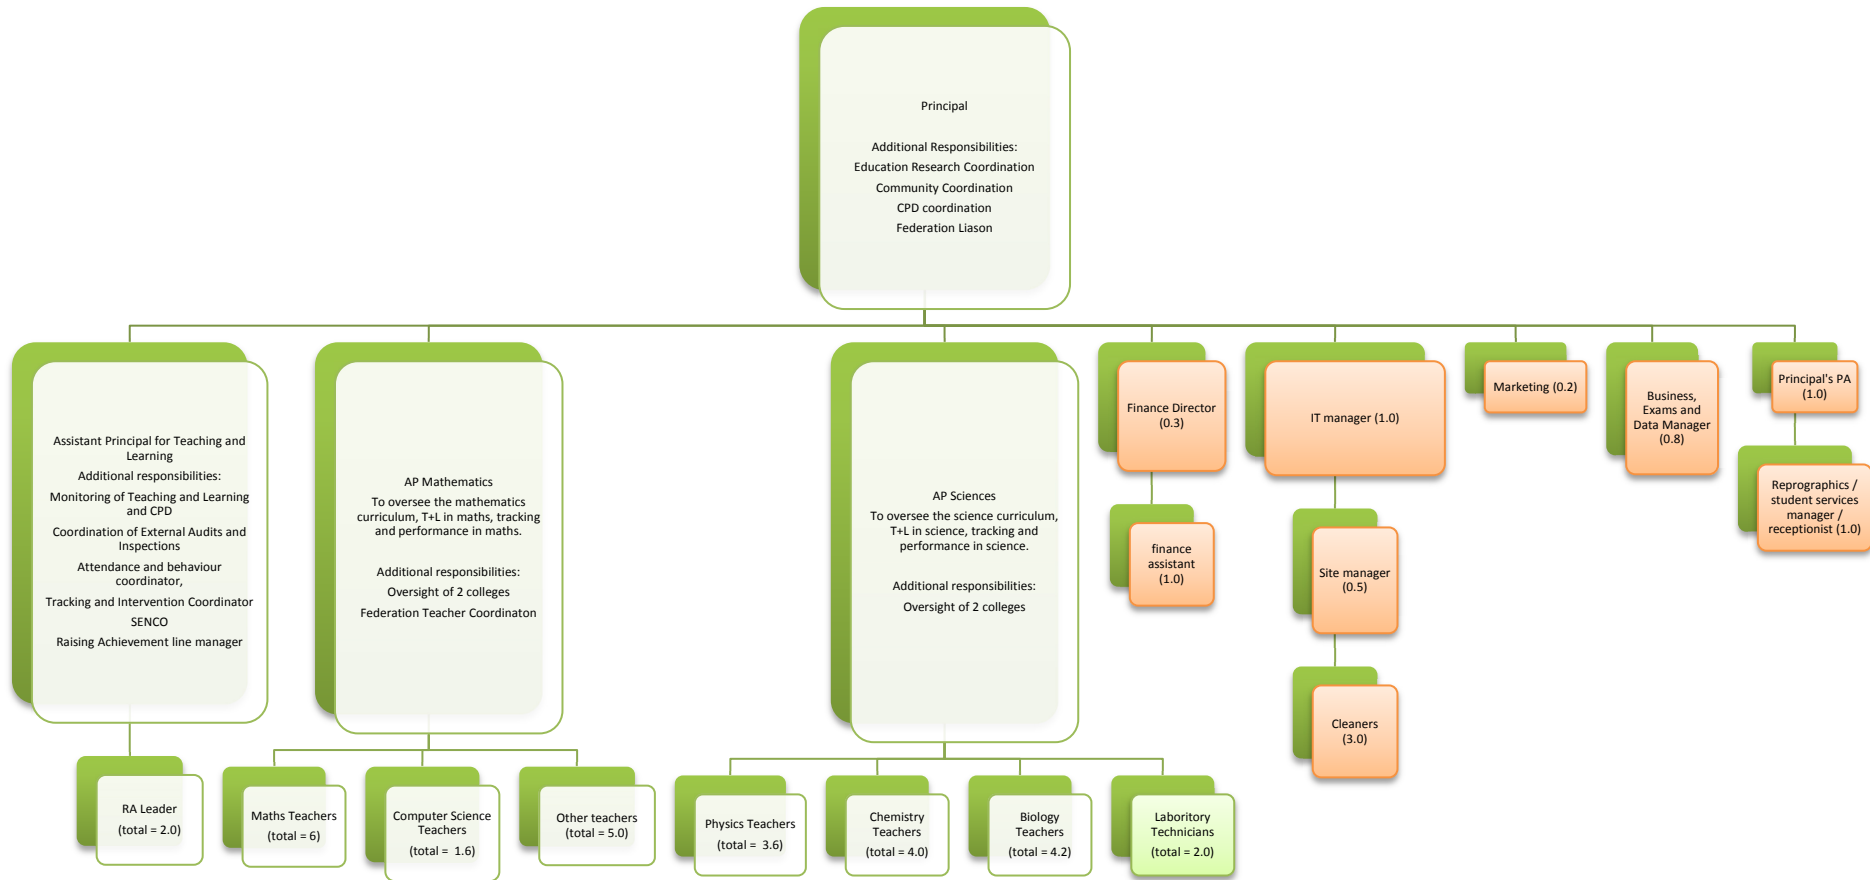 Principal
Additional Responsibilities:
Education Research Coordination
Community Coordination
CPD coordination
Federation Liason
Assistant Principal for Teaching and
Learning
Additional responsibilities:
Monitoring of Teaching and Learning
and CPD
Coordination of External Audits and
Inspections
Attendance and behaviour
coordinator,
Tracking and Intervention Coordinator
SENCO
Raising Achievement line manager
AP Mathematics
To oversee the mathematics
curriculum, T+L in maths, tracking
and performance in maths.
Additional responsibilities:
Oversight of 2 colleges
Federation Teacher Coordinaton
AP Sciences
To oversee the science curriculum,
T+L in science, tracking and
performance in science.
Additional responsibilities:
Oversight of 2 colleges
Finance Director
(0.3)
IT manager (1.0)
Marketing (0.2)
Business,
Exams and
Data Manager
(0.8)
Principal's PA
(1.0)
finance
assistant
(1.0)
Site manager
(0.5)
Cleaners
(3.0)
Reprographics /
student services
manager /
receptionist (1.0)
RA Leader
(total = 2.0)
Maths Teachers
(total = 6)
Computer Science
Teachers
(total = 1.6)
Other teachers
(total = 5.0)
Physics Teachers
(total = 3.6)
Chemistry
Teachers
(total = 4.0)
Biology
Teachers
(total = 4.2)
Laboritory
Technicians
(total = 2.0)